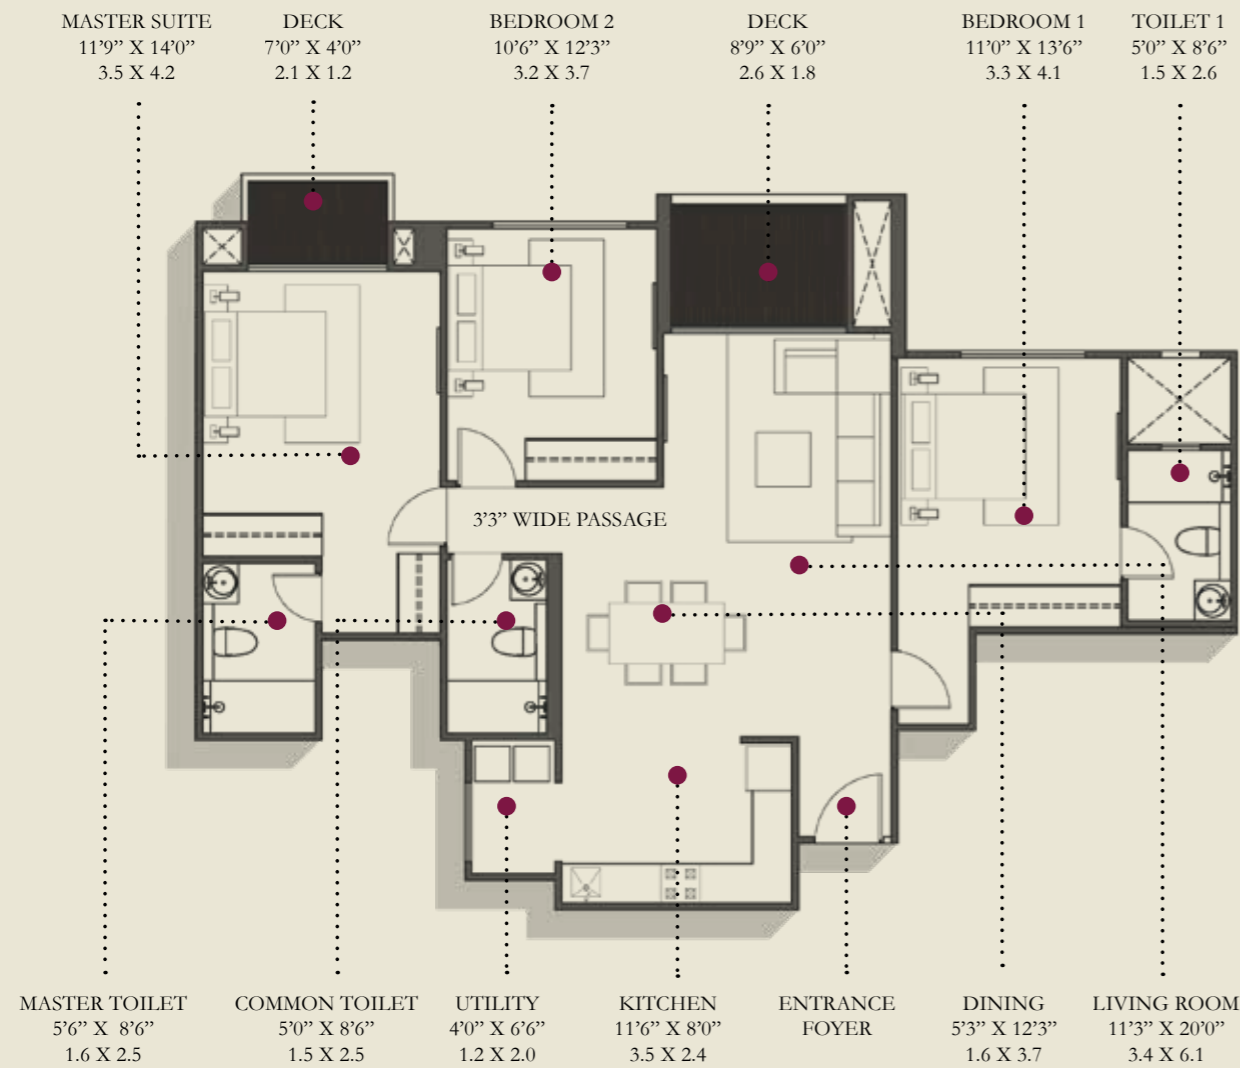 MASTER SUITE
11’9” X 14’0”
3.5 X 4.2
DECK
7’0” X 4’0”
2.1 X 1.2
BEDROOM 2
10’6” X 12’3”
3.2 X 3.7
DECK
8’9” X 6’0”
2.6 X 1.8
BEDROOM 1
11’0” X 13’6”
3.3 X 4.1
TOILET 1
5’0” X 8’6”
1.5 X 2.6
3’3” WIDE PASSAGE
MASTER TOILET
5’6” X 8’6”
1.6 X 2.5
COMMON TOILET
5’0” X 8’6”
1.5 X 2.5
UTILITY
4’0” X 6’6”
1.2 X 2.0
KITCHEN
11’6” X 8’0”
3.5 X 2.4
ENTRANCE
FOYER
DINING
5’3” X 12’3”
1.6 X 3.7
LIVING ROOM
11’3” X 20’0”
3.4 X 6.1